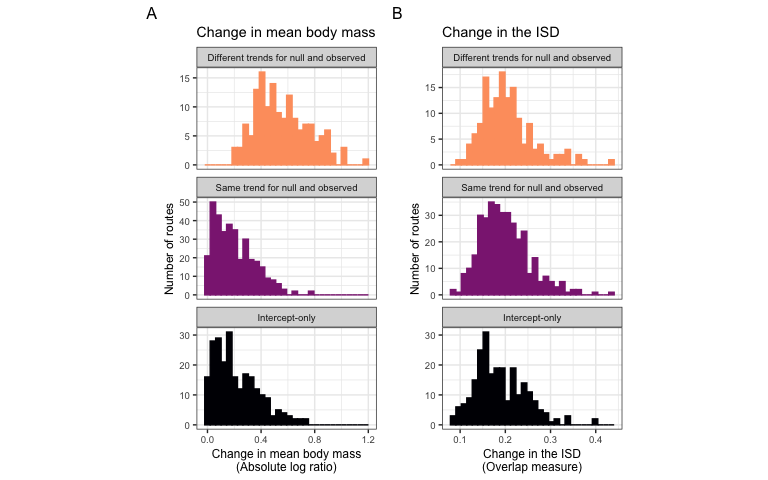 A
B
Change in mean body mass
Change in the ISD
Different trends for null and observed
Different trends for null and observed
15
10
5
0
15
10
5
0
Same trend for null and observed
Same trend for null and observed
Number of routes
50
40
30
20
10
0
Number of routes
30
20
10
0
Intercept-only
Intercept-only
30
20
10
0
30
20
10
0
0.0 0.4 0.8 1.2
0.1 0.2 0.3 0.4
Change in mean body mass
(Absolute log ratio)
Change in the ISD
(Overlap measure)